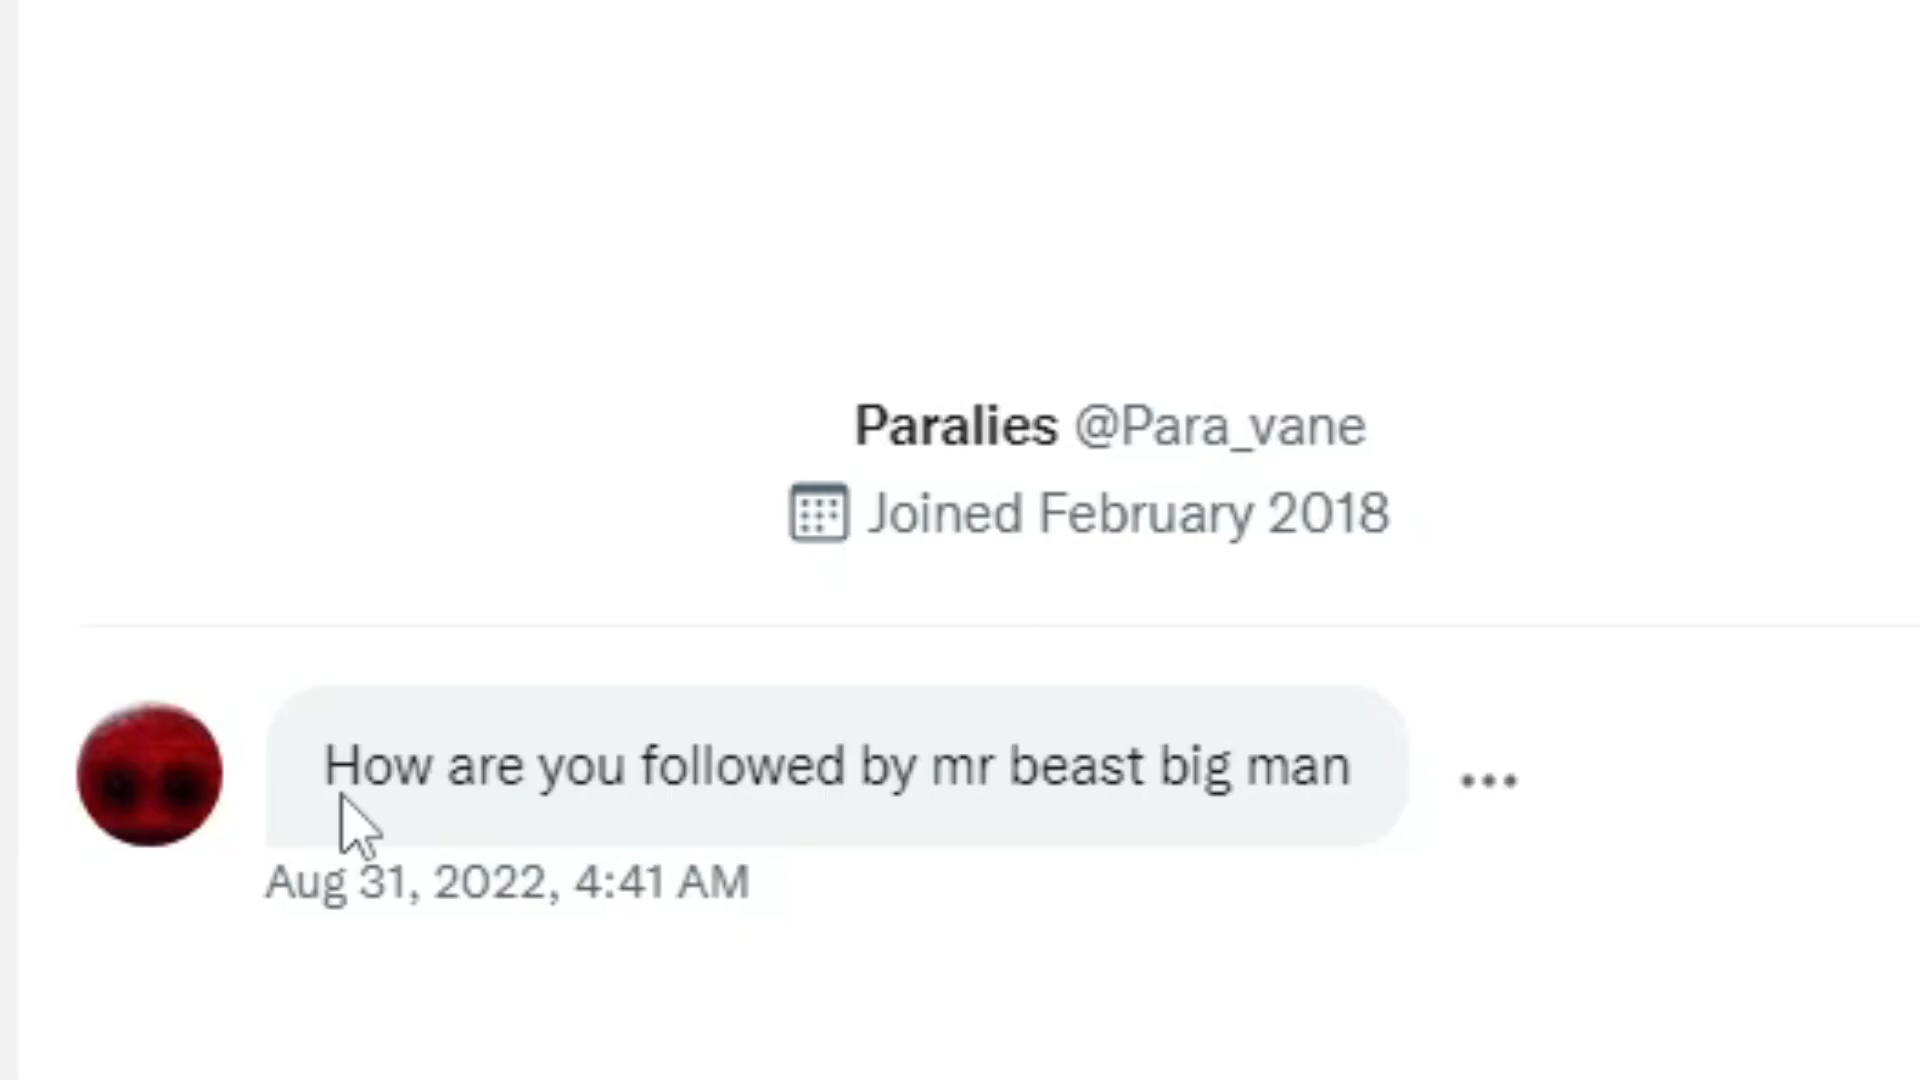 Paralies @Para_vane
Joined February 2018
How are you followed by mr beast big man
Aug 31, 2022, 4:41 AM